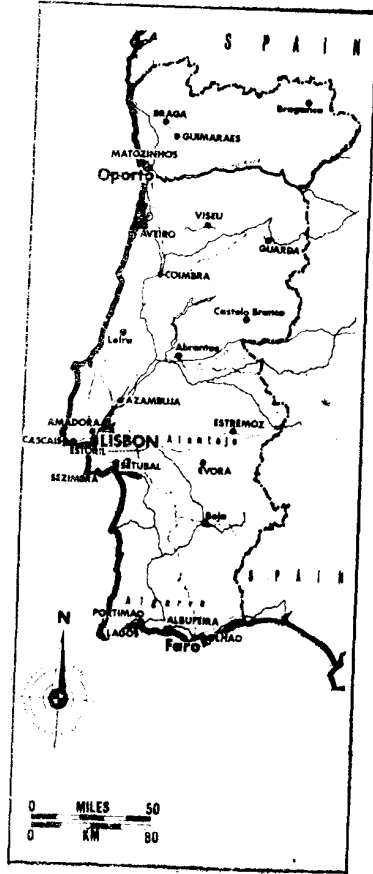 SPAIN
BRAGA
Bragança
GUIMARAES
MATOZINHOS
Oporto
VISEU
AVEIRO
GUARDA
COIMBRA
Castelo Branco
Leiria
Abrantes
AZAMBUJA
AMADORA
ESTREMOZ
CASCAIS
LISBON
Alentejo
ESTORIL
SETUBAL
EVORA
SEZIMBRA
Beja
SPAIN
Algarve
PORTIMAO
ALBUFEIRA
N
LAGOS
OLHAO
Faro
0 MILES 50
0 KM 80